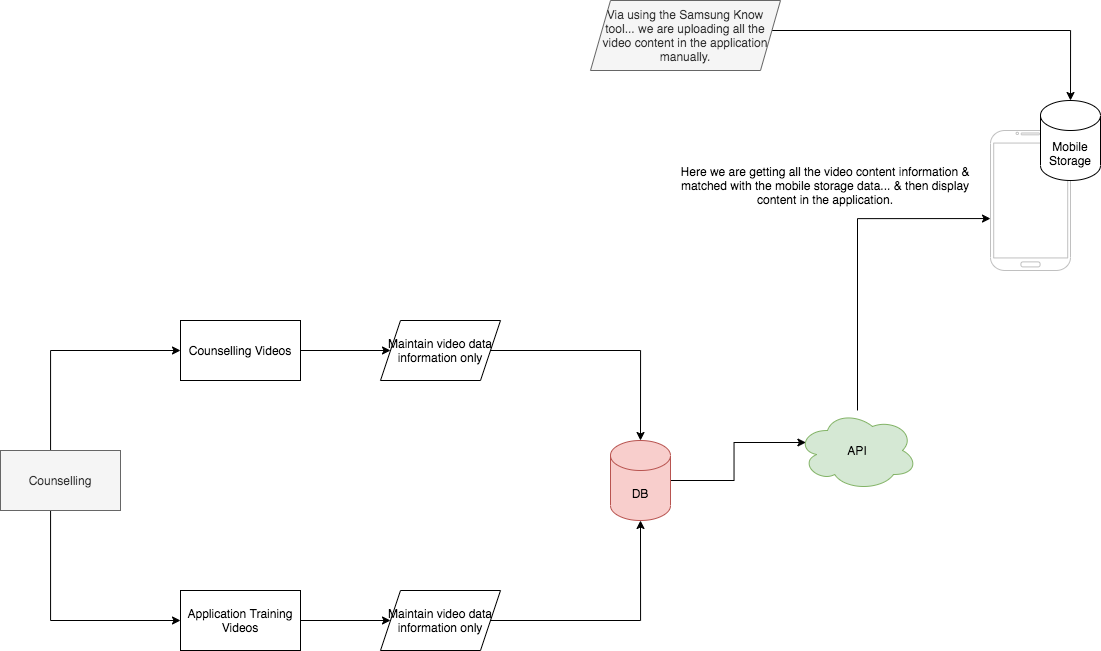 Via using the Samsung Know
tool... we are uploading all the
video content in the application
manually.
Mobile
Storage
Here we are getting all the video content information &
matched with the mobile storage data... & then display
content in the application.
Counselling Videos
Maintain video data
information only
Counselling
DB
API
Application Training
Videos
Maintain video data
information only